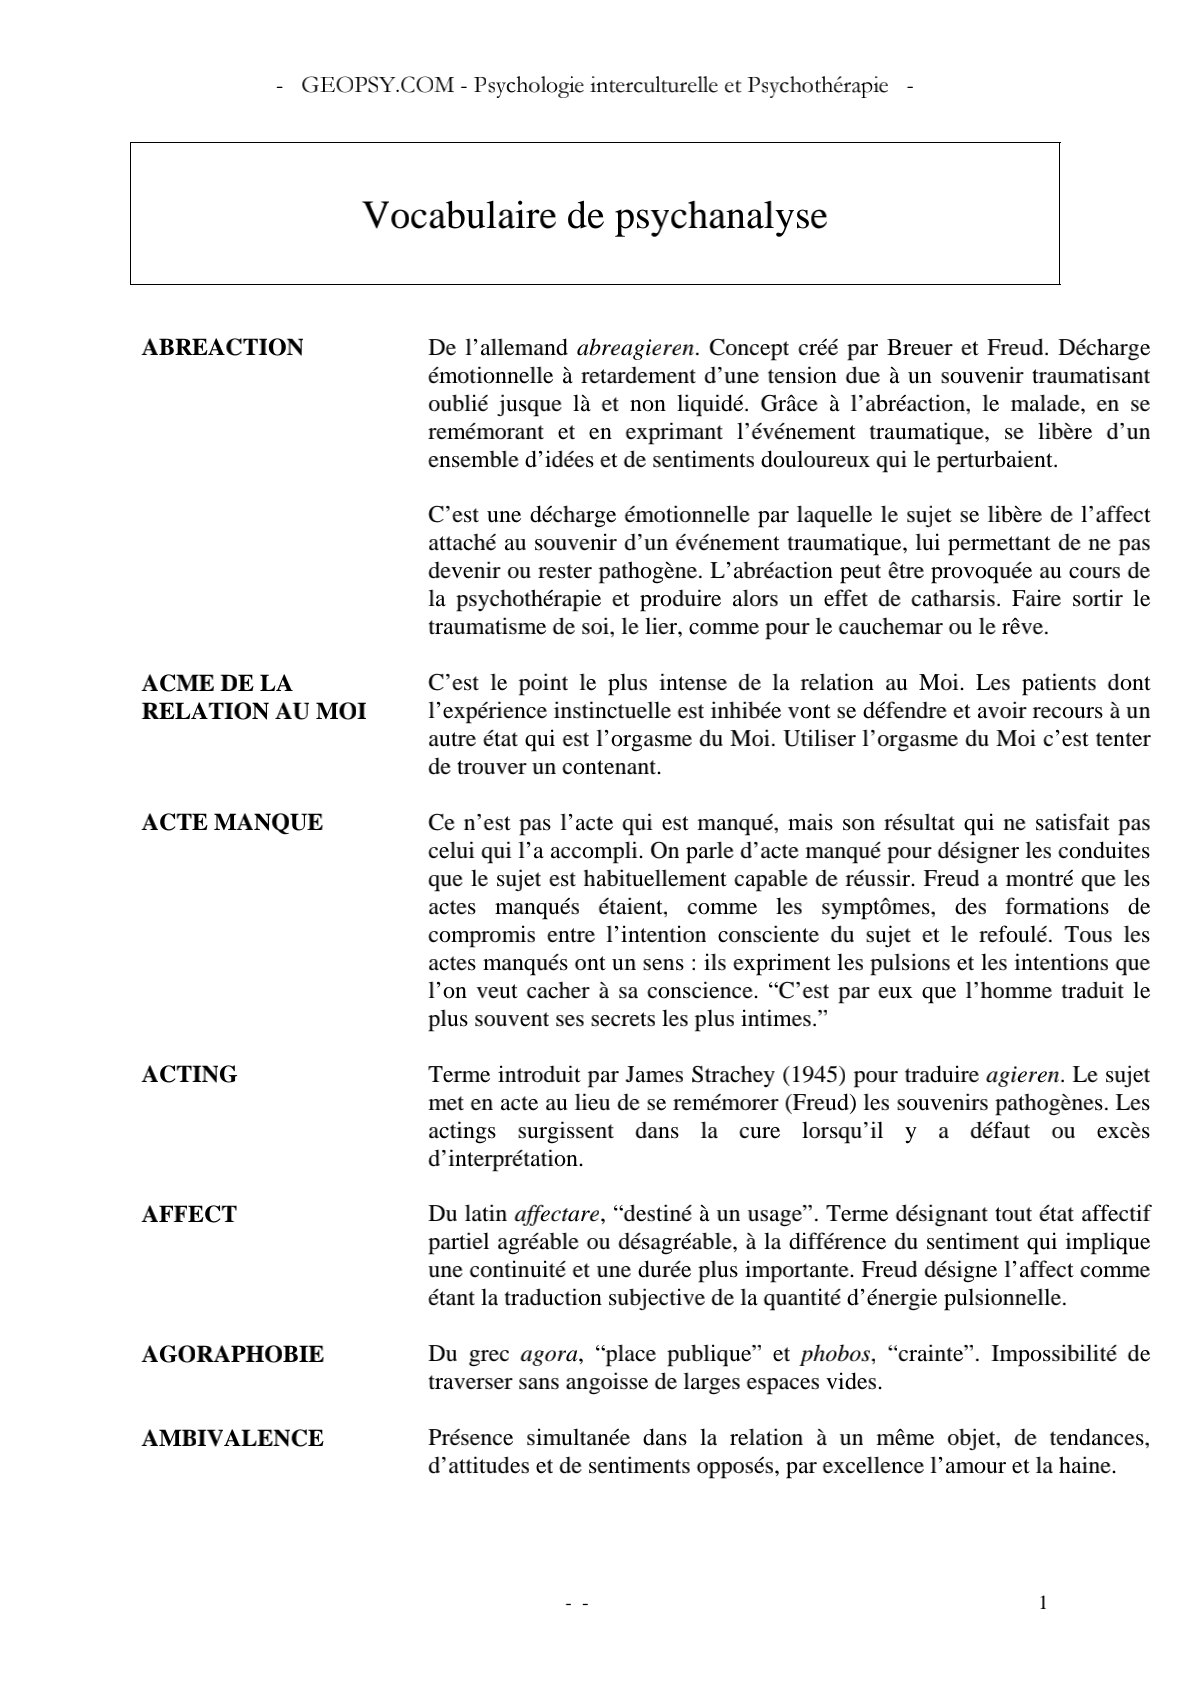 - GEOPSY.COM - Psychologie interculturelle et Psychothérapie -
Vocabulaire de psychanalyse
ABREACTION
De l’allemand abreagieren. Concept créé par Breuer et Freud. Décharge
émotionnelle à retardement d’une tension due à un souvenir traumatisant
oublié jusque là et non liquidé. Grâce à l’abréaction, le malade, en se
remémorant et en exprimant l’événement traumatique, se libère d’un
ensemble d’idées et de sentiments douloureux qui le perturbaient.
C’est une décharge émotionnelle par laquelle le sujet se libère de l’affect
attaché au souvenir d’un événement traumatique, lui permettant de ne pas
devenir ou rester pathogène. L’abréaction peut être provoquée au cours de
la psychothérapie et produire alors un effet de catharsis. Faire sortir le
traumatisme de soi, le lier, comme pour le cauchemar ou le rêve.
ACME DE LA
RELATION AU MOI
C’est le point le plus intense de la relation au Moi. Les patients dont
l’expérience instinctuelle est inhibée vont se défendre et avoir recours à un
autre état qui est l’orgasme du Moi. Utiliser l’orgasme du Moi c’est tenter
de trouver un contenant.
ACTE MANQUE
Ce n’est pas l’acte qui est manqué, mais son résultat qui ne satisfait pas
celui qui l’a accompli. On parle d’acte manqué pour désigner les conduites
que le sujet est habituellement capable de réussir. Freud a montré que les
actes manqués étaient, comme les symptômes, des formations de
compromis entre l’intention consciente du sujet et le refoulé. Tous les
actes manqués ont un sens : ils expriment les pulsions et les intentions que
l’on veut cacher à sa conscience. “C’est par eux que l’homme traduit le
plus souvent ses secrets les plus intimes.”
ACTING
Terme introduit par James Strachey (1945) pour traduire agieren. Le sujet
met en acte au lieu de se remémorer (Freud) les souvenirs pathogènes. Les
actings surgissent dans la cure lorsqu’il y a défaut ou excès
d’interprétation.
AFFECT
Du latin affectare, “destiné à un usage”. Terme désignant tout état affectif
partiel agréable ou désagréable, à la différence du sentiment qui implique
une continuité et une durée plus importante. Freud désigne l’affect comme
étant la traduction subjective de la quantité d’énergie pulsionnelle.
AGORAPHOBIE
Du grec agora, “place publique” et phobos, “crainte”. Impossibilité de
traverser sans angoisse de larges espaces vides.
AMBIVALENCE
Présence simultanée dans la relation à un même objet, de tendances,
d’attitudes et de sentiments opposés, par excellence l’amour et la haine.
- - 1